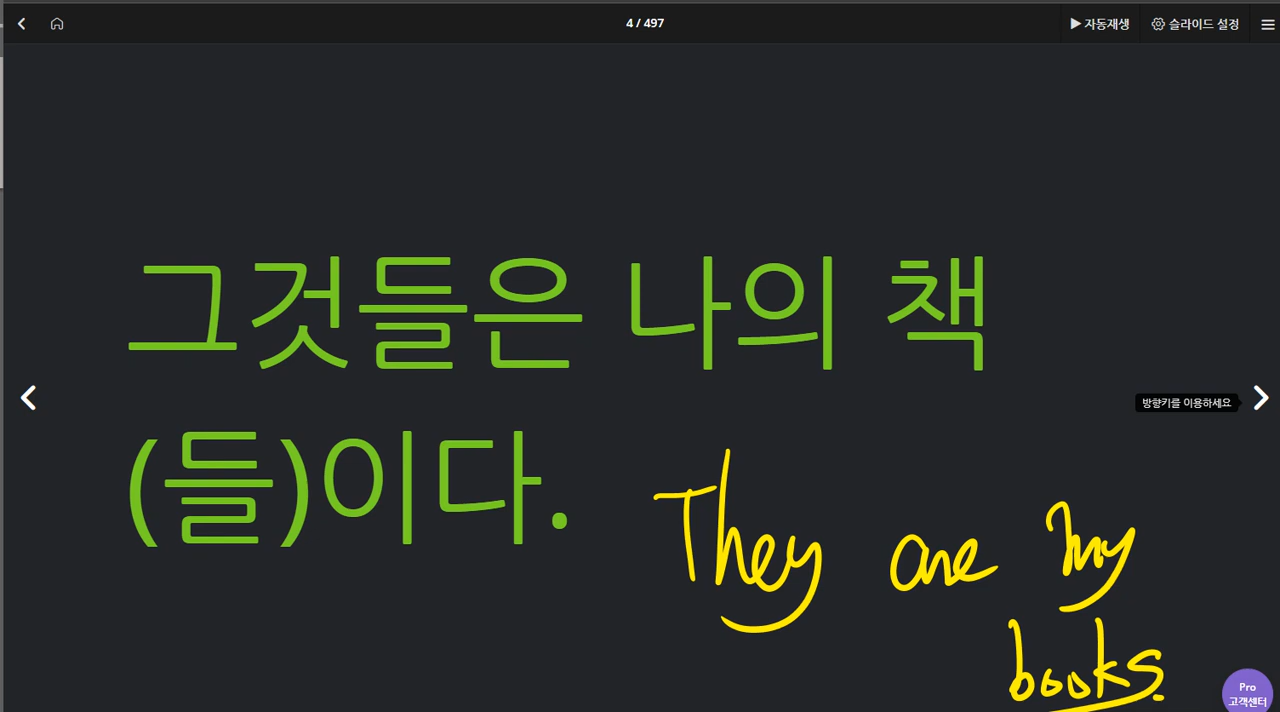 4 / 497
자동재생
슬라이드 설정
그것들은 나의 책
(들)이다.
방향키를 이용하세요
They are my
books
Pro
고객센터